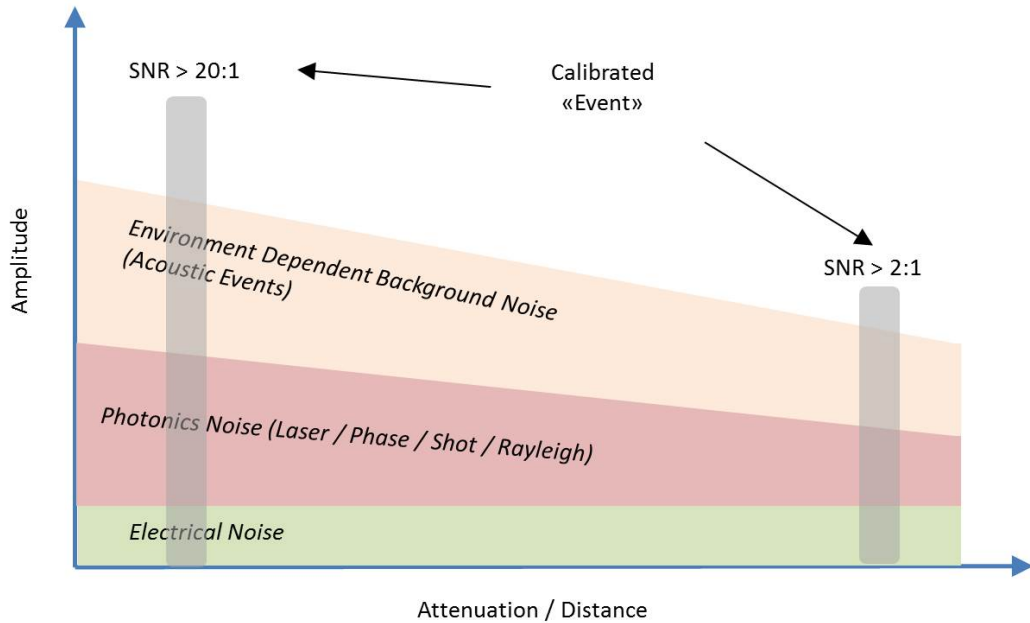 SNR > 20:1
Calibrated
«Event»
Amplitude
Environment Dependent Background Noise
(Acoustic Events)
SNR > 2:1
Photonics Noise (Laser / Phase / Shot / Rayleigh)
Electrical Noise
Attenuation / Distance